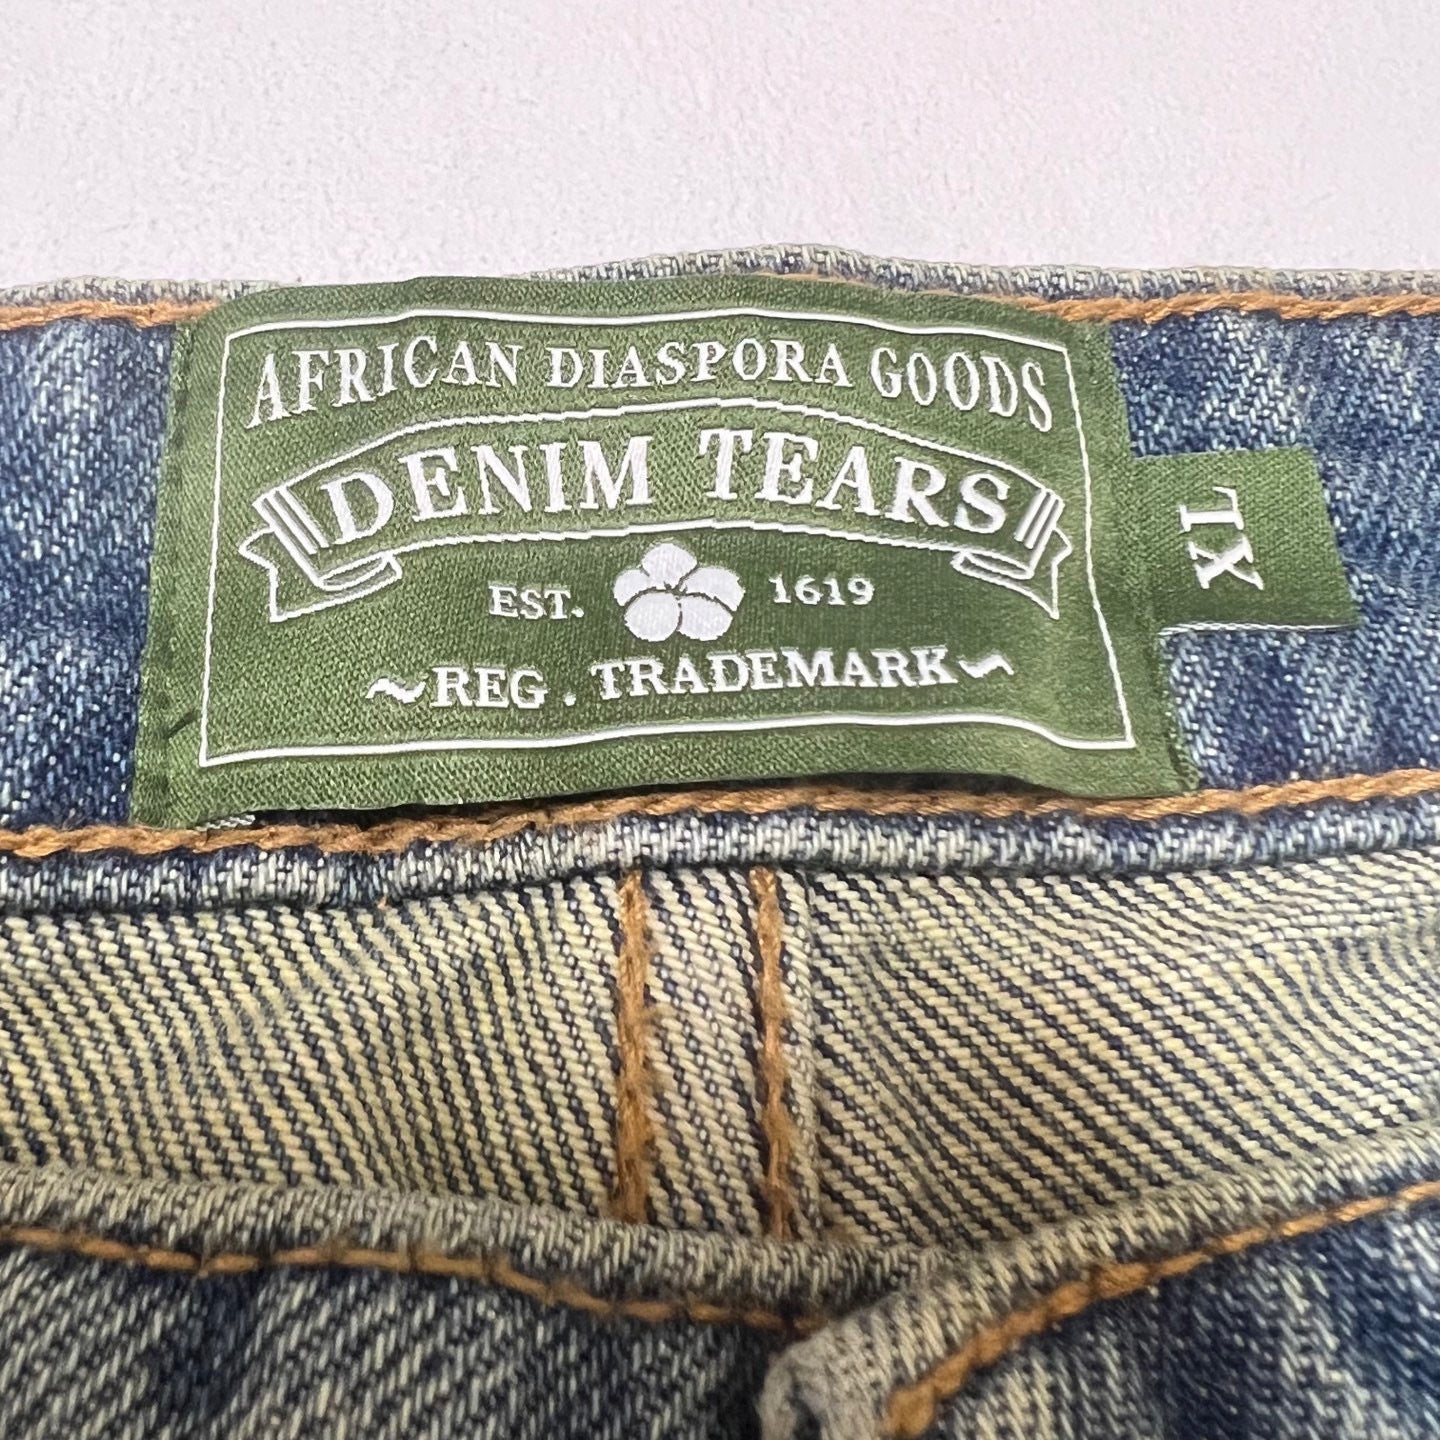 AFRICAN DIASPORA GOODS
DENIM TEARS
EST. 1619
~REG. TRADEMARK~
XL